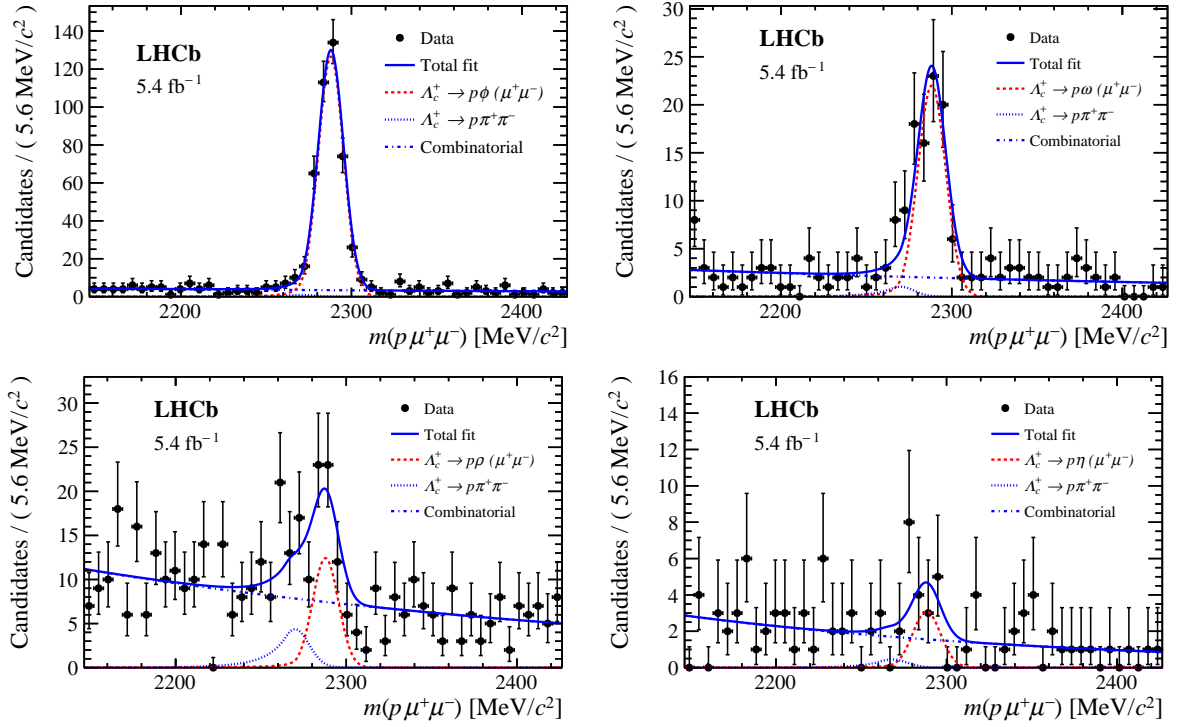 LHCb
5.4 fb⁻¹
Data
Total fit
Λc⁺ → pϕ (μ⁺μ⁻)
Λc⁺ → pπ⁺π⁻
Combinatorial
Candidates / ( 5.6 MeV/c² )
0
20
40
60
80
100
120
140
2200
2300
2400
m(pμ⁺μ⁻) [MeV/c²]
LHCb
5.4 fb⁻¹
Data
Total fit
Λc⁺ → pω (μ⁺μ⁻)
Λc⁺ → pπ⁺π⁻
Combinatorial
Candidates / ( 5.6 MeV/c² )
0
5
10
15
20
25
30
2200
2300
2400
m(pμ⁺μ⁻) [MeV/c²]
LHCb
5.4 fb⁻¹
Data
Total fit
Λc⁺ → pρ (μ⁺μ⁻)
Λc⁺ → pπ⁺π⁻
Combinatorial
Candidates / ( 5.6 MeV/c² )
0
5
10
15
20
25
30
2200
2300
2400
m(pμ⁺μ⁻) [MeV/c²]
LHCb
5.4 fb⁻¹
Data
Total fit
Λc⁺ → pη (μ⁺μ⁻)
Λc⁺ → pπ⁺π⁻
Combinatorial
Candidates / ( 5.6 MeV/c² )
0
2
4
6
8
10
12
14
16
2200
2300
2400
m(pμ⁺μ⁻) [MeV/c²]